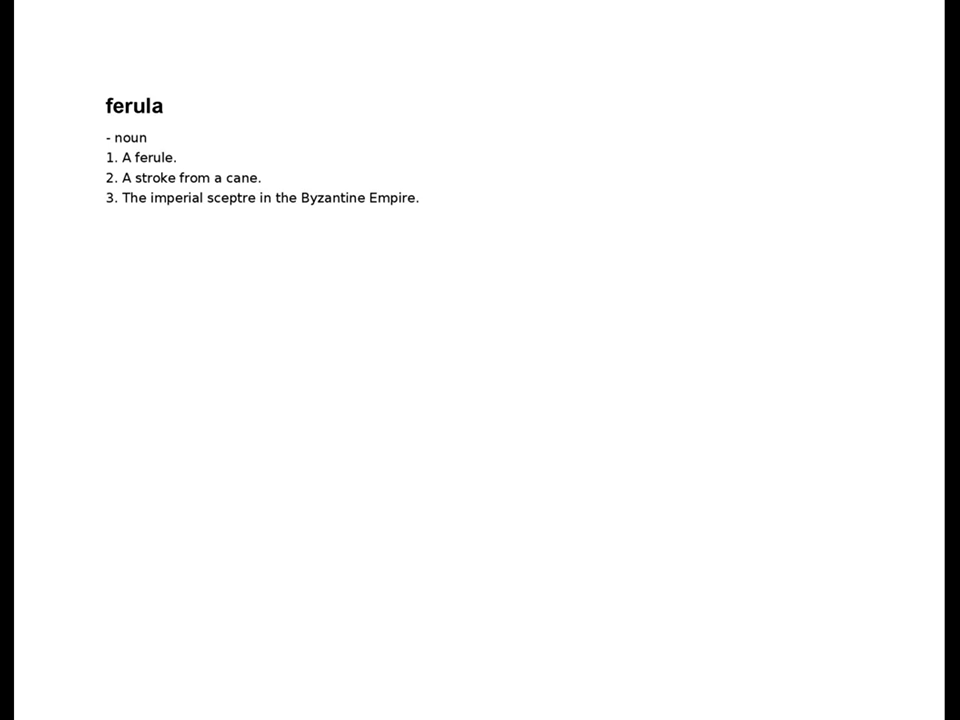 ferula
- noun
1. A ferule.
2. A stroke from a cane.
3. The imperial sceptre in the Byzantine Empire.